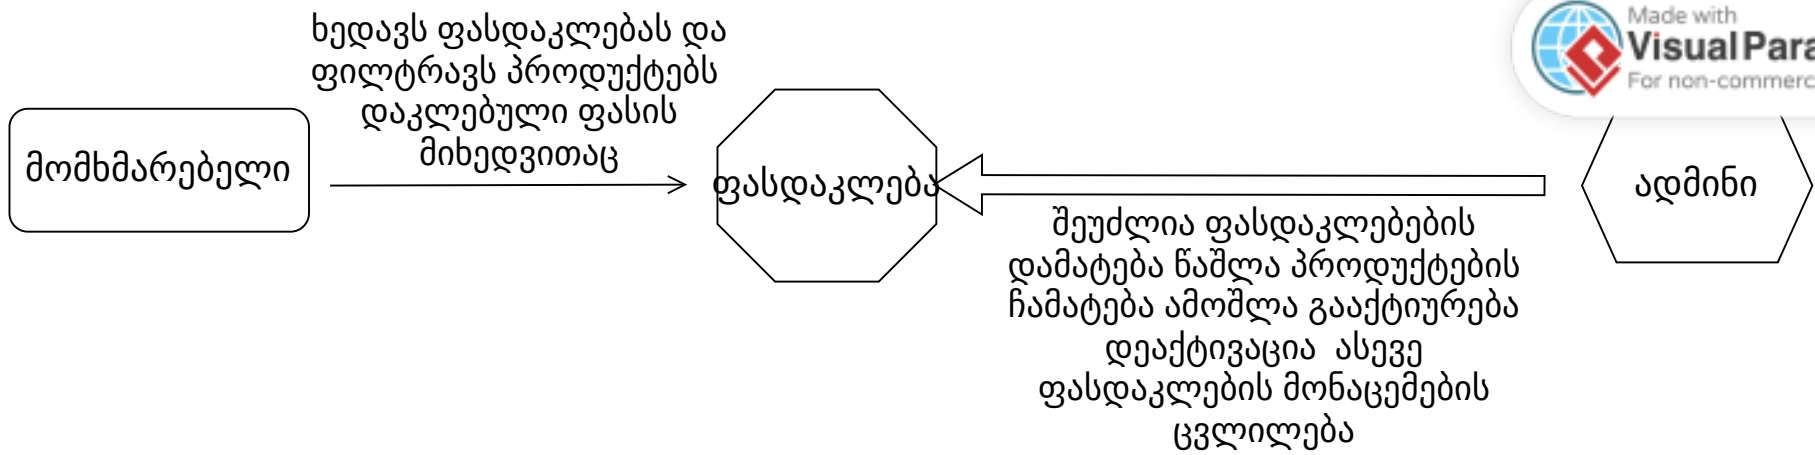 ხედავს ფასდაკლებას და
ფილტრავს პროდუქტებს
დაკლებული ფასის
მიხედვითაც
მომხმარებელი
ფასდაკლება
ადმინი
შეუძლია ფასდაკლებების
დამატება წაშლა პროდუქტების
ჩამატება ამოშლა გააქტიურება
დეაქტივაცია ასევე
ფასდაკლების მონაცემების
ცვლილება
Made with
Visual Para
For non-commerc